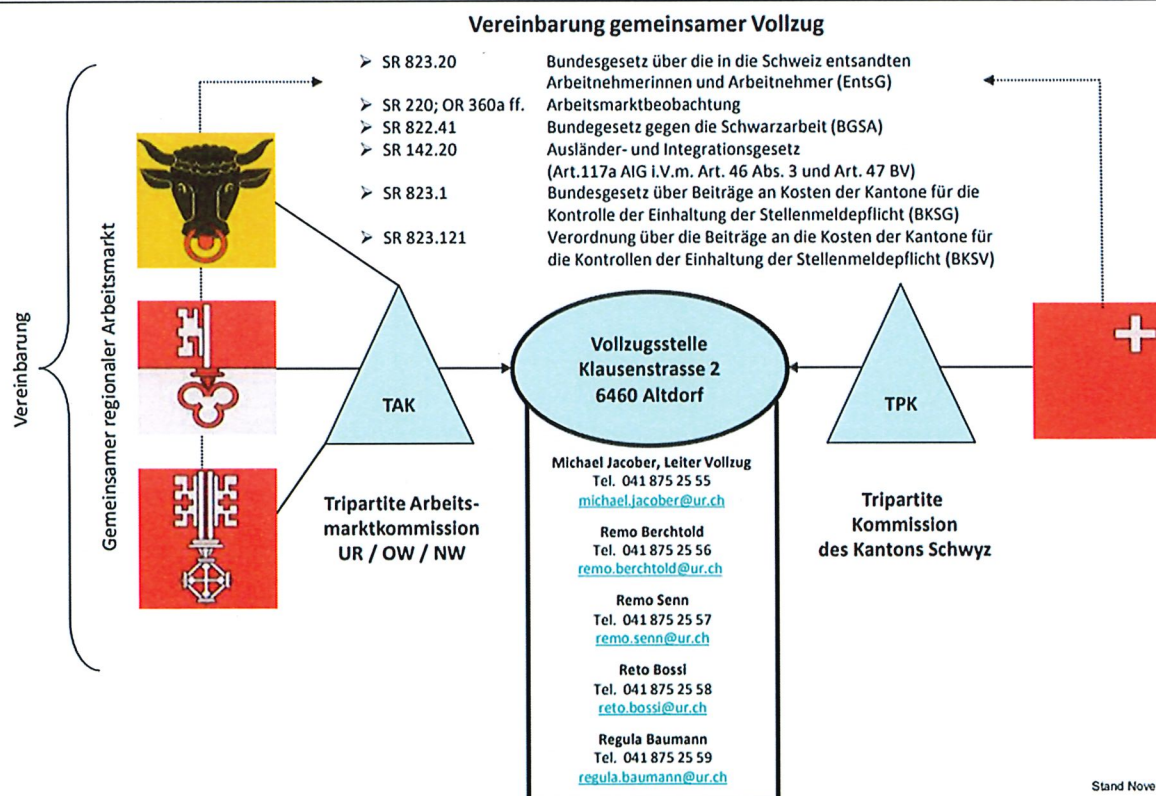 Vereinbarung gemeinsamer Vollzug
➢ SR 823.20 Bundesgesetz über die in die Schweiz entsandten
Arbeitnehmerinnen und Arbeitnehmer (EntsG)
➢ SR 220; OR 360a ff. Arbeitsmarktbeobachtung
➢ SR 822.41 Bundegesetz gegen die Schwarzarbeit (BGSA)
➢ SR 142.20 Ausländer- und Integrationsgesetz
(Art.117a AIG i.V.m. Art. 46 Abs. 3 und Art. 47 BV)
➢ SR 823.1 Bundesgesetz über Beiträge an Kosten der Kantone für die
Kontrolle der Einhaltung der Stellenmeldepflicht (BKSG)
➢ SR 823.121 Verordnung über die Beiträge an die Kosten der Kantone für
die Kontrollen der Einhaltung der Stellenmeldepflicht (BKSV)
Vereinbarung
Gemeinsamer regionaler Arbeitsmarkt
TAK
Tripartite Arbeits-
marktkommission
UR / OW / NW
Vollzugsstelle
Klausenstrasse 2
6460 Altdorf
Michael Jacober, Leiter Vollzug
Tel. 041 875 25 55
michael.jacober@ur.ch
Remo Berchtold
Tel. 041 875 25 56
remo.berchtold@ur.ch
Remo Senn
Tel. 041 875 25 57
remo.senn@ur.ch
Reto Bossi
Tel. 041 875 25 58
reto.bossi@ur.ch
Regula Baumann
Tel. 041 875 25 59
regula.baumann@ur.ch
TPK
Tripartite
Kommission
des Kantons Schwyz
Stand Nove